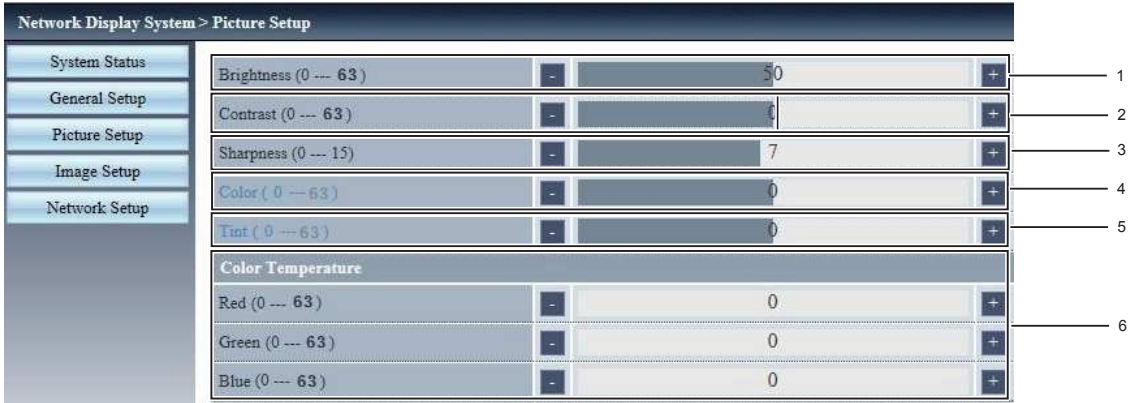 Network Display System > Picture Setup
System Status
General Setup
Picture Setup
Image Setup
Network Setup
Brightness (0 --- 63) - 50 + 1
Contrast (0 --- 63) - 0 + 2
Sharpness (0 --- 15) - 7 + 3
Color ( 0 --- 63) - 0 + 4
Tint ( 0 --- 63) - 0 + 5
Color Temperature
Red (0 --- 63) - 0 +
Green (0 --- 63) - 0 + 6
Blue (0 --- 63) - 0 +